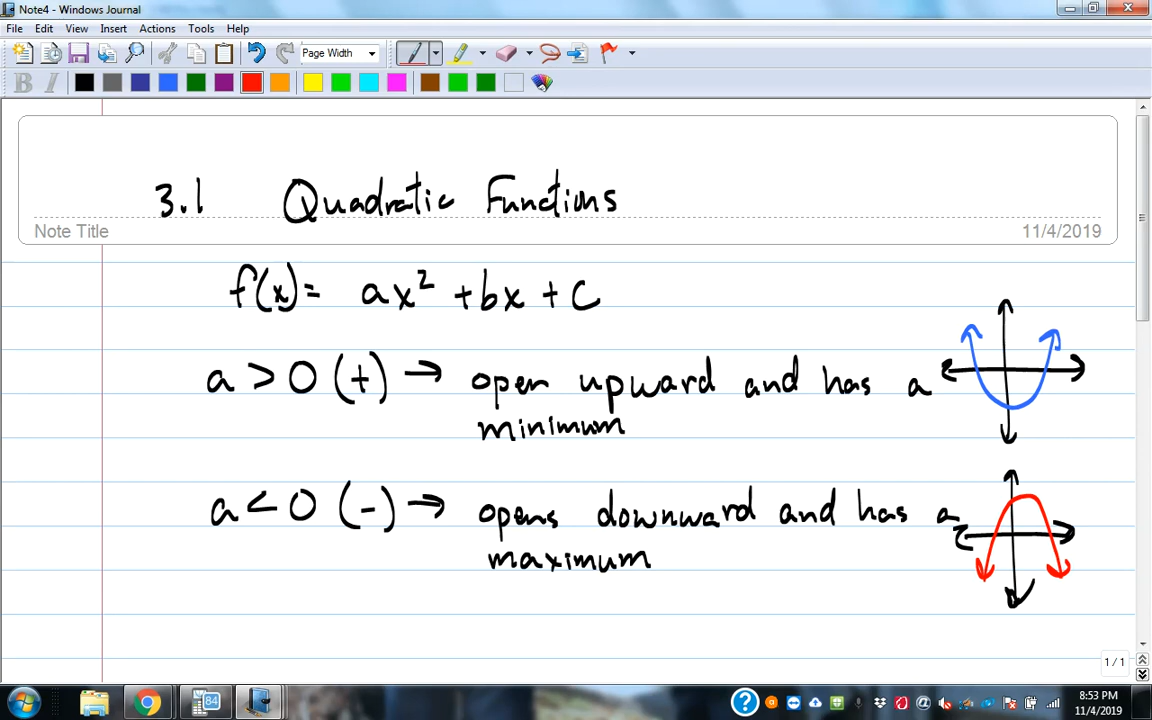 Note4 - Windows Journal
File Edit View Insert Actions Tools Help
Page Width
B I
3.1 Quadratic Functions
Note Title 11/4/2019
f(x)= ax² +bx + c
a > 0 (+) → open upward and has a
minimum
a < 0 (-) → opens downward and has a
maximum
1 / 1
84
8:53 PM
11/4/2019